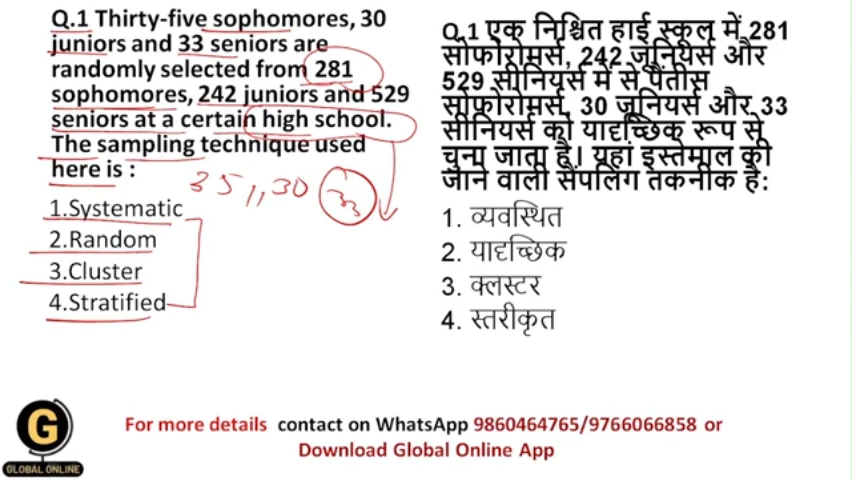 Q.1 Thirty-five sophomores, 30
juniors and 33 seniors are
randomly selected from 281
sophomores, 242 juniors and 529
seniors at a certain high school.
The sampling technique used
here is :
35,,30 33
1.Systematic
2.Random
3.Cluster
4.Stratified
Q.1 एक निश्चित हाई स्कूल में 281
सोफोरोमर्स, 242 जूनियर्स और
529 सीनियर्स में से पैंतीस
सोफ़ोरोमर्स, 30 जूनियर्स और 33
सीनियर्स को यादृच्छिक रूप से
चुना जाता है। यहां इस्तेमाल की
जाने वाली सैंपलिंग तकनीक है:
1. व्यवस्थित
2. यादृच्छिक
3. क्लस्टर
4. स्तरीकृत
G
GLOBAL ONLINE
For more details contact on WhatsApp 9860464765/9766066858 or
Download Global Online App